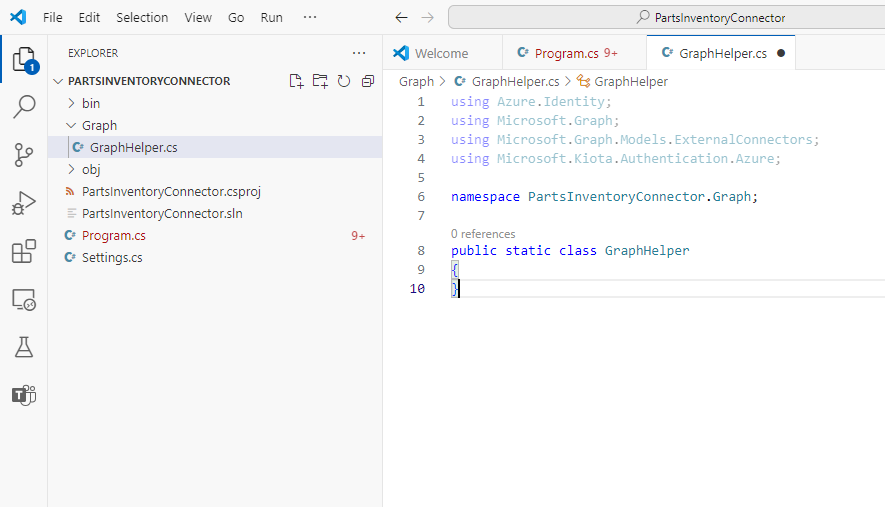 File Edit Selection View Go Run ···
PartsInventoryConnector
EXPLORER ···
PARTSINVENTORYCONNECTOR
bin
Graph
GraphHelper.cs
obj
PartsInventoryConnector.csproj
PartsInventoryConnector.sln
Program.cs 9+
Settings.cs
1
T
Welcome Program.cs 9+ GraphHelper.cs
Graph > GraphHelper.cs > GraphHelper
1 using Azure.Identity;
2 using Microsoft.Graph;
3 using Microsoft.Graph.Models.ExternalConnectors;
4 using Microsoft.Kiota.Authentication.Azure;
5
6 namespace PartsInventoryConnector.Graph;
7
0 references
8 public static class GraphHelper
9 {
10 }